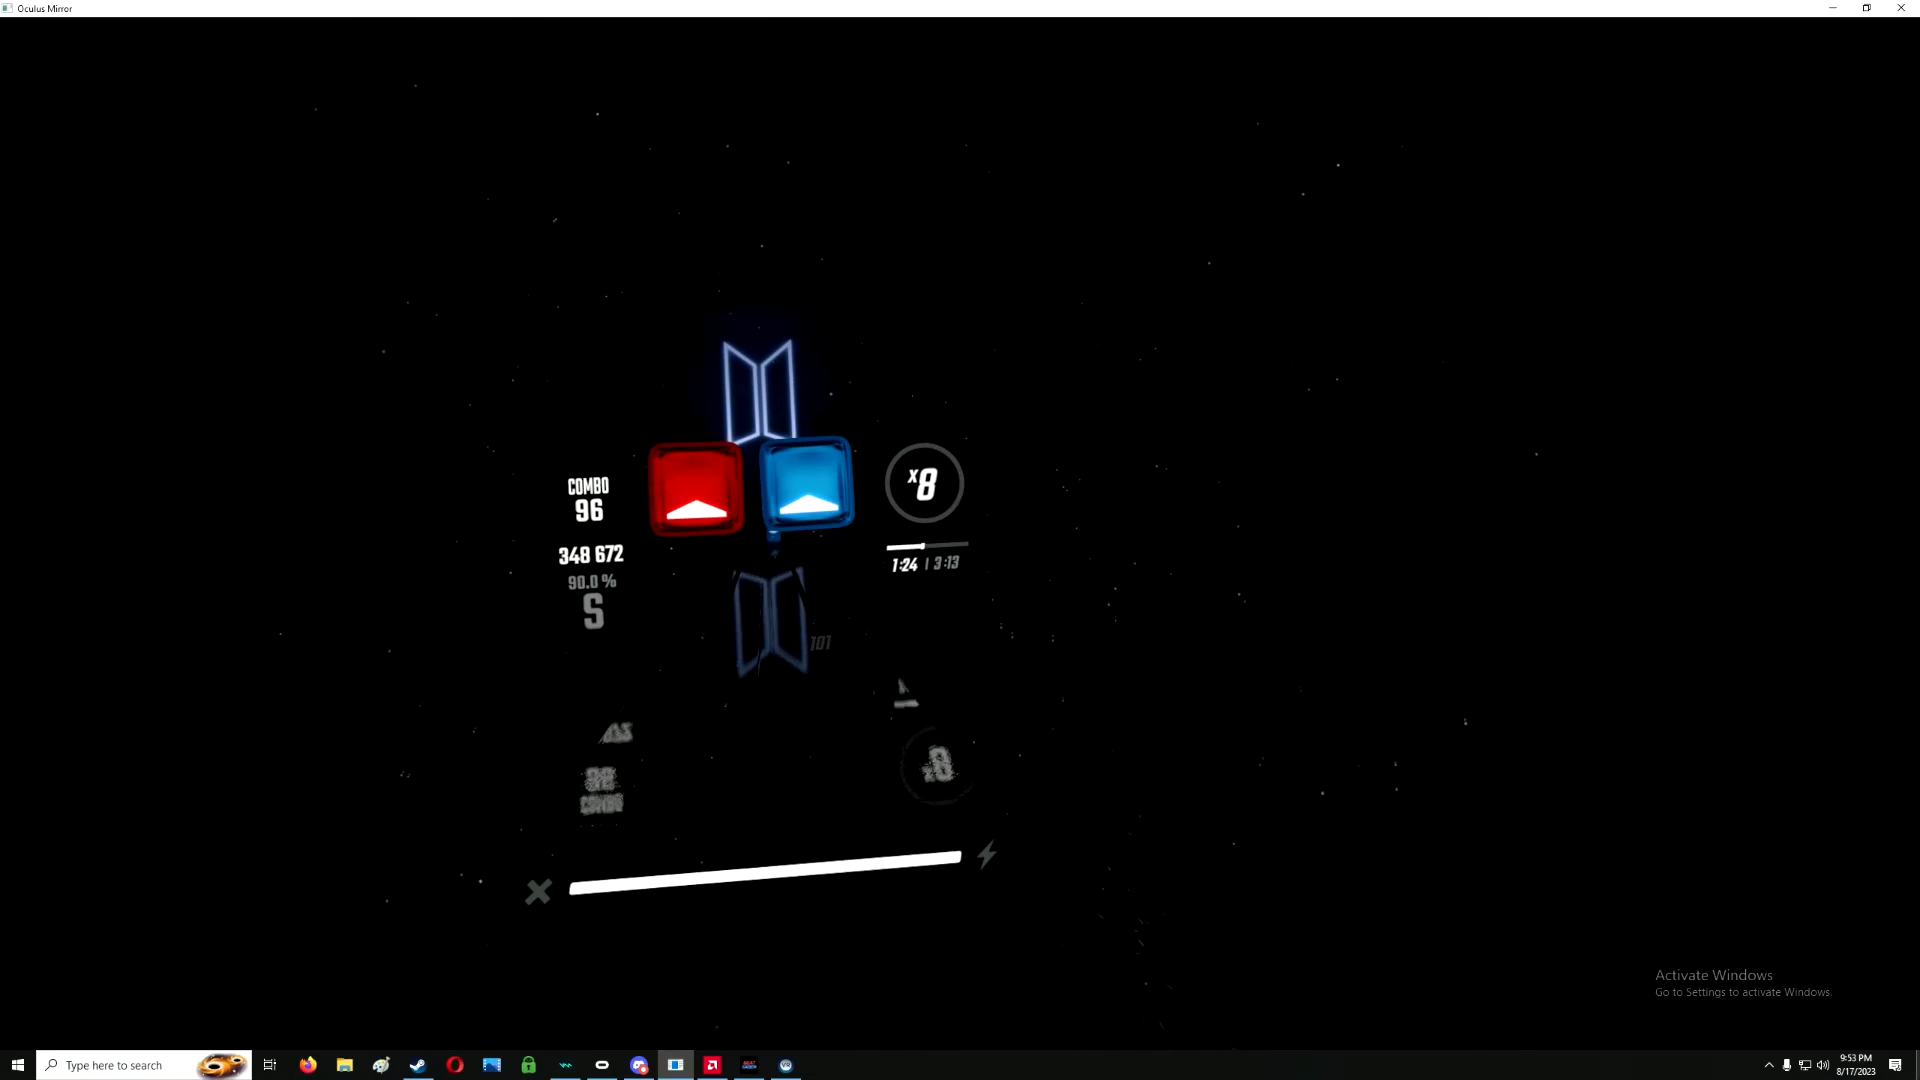 Oculus Mirror
COMBO
96
x8
348 672
1:24 | 3:13
90.0 %
S
101
Activate Windows
Go to Settings to activate Windows.
Type here to search
9:53 PM
8/17/2023